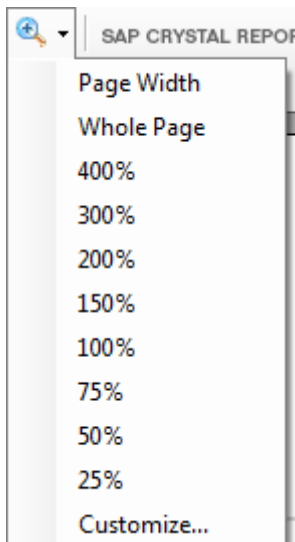 SAP CRYSTAL REPOR
Page Width
Whole Page
400%
300%
200%
150%
100%
75%
50%
25%
Customize...